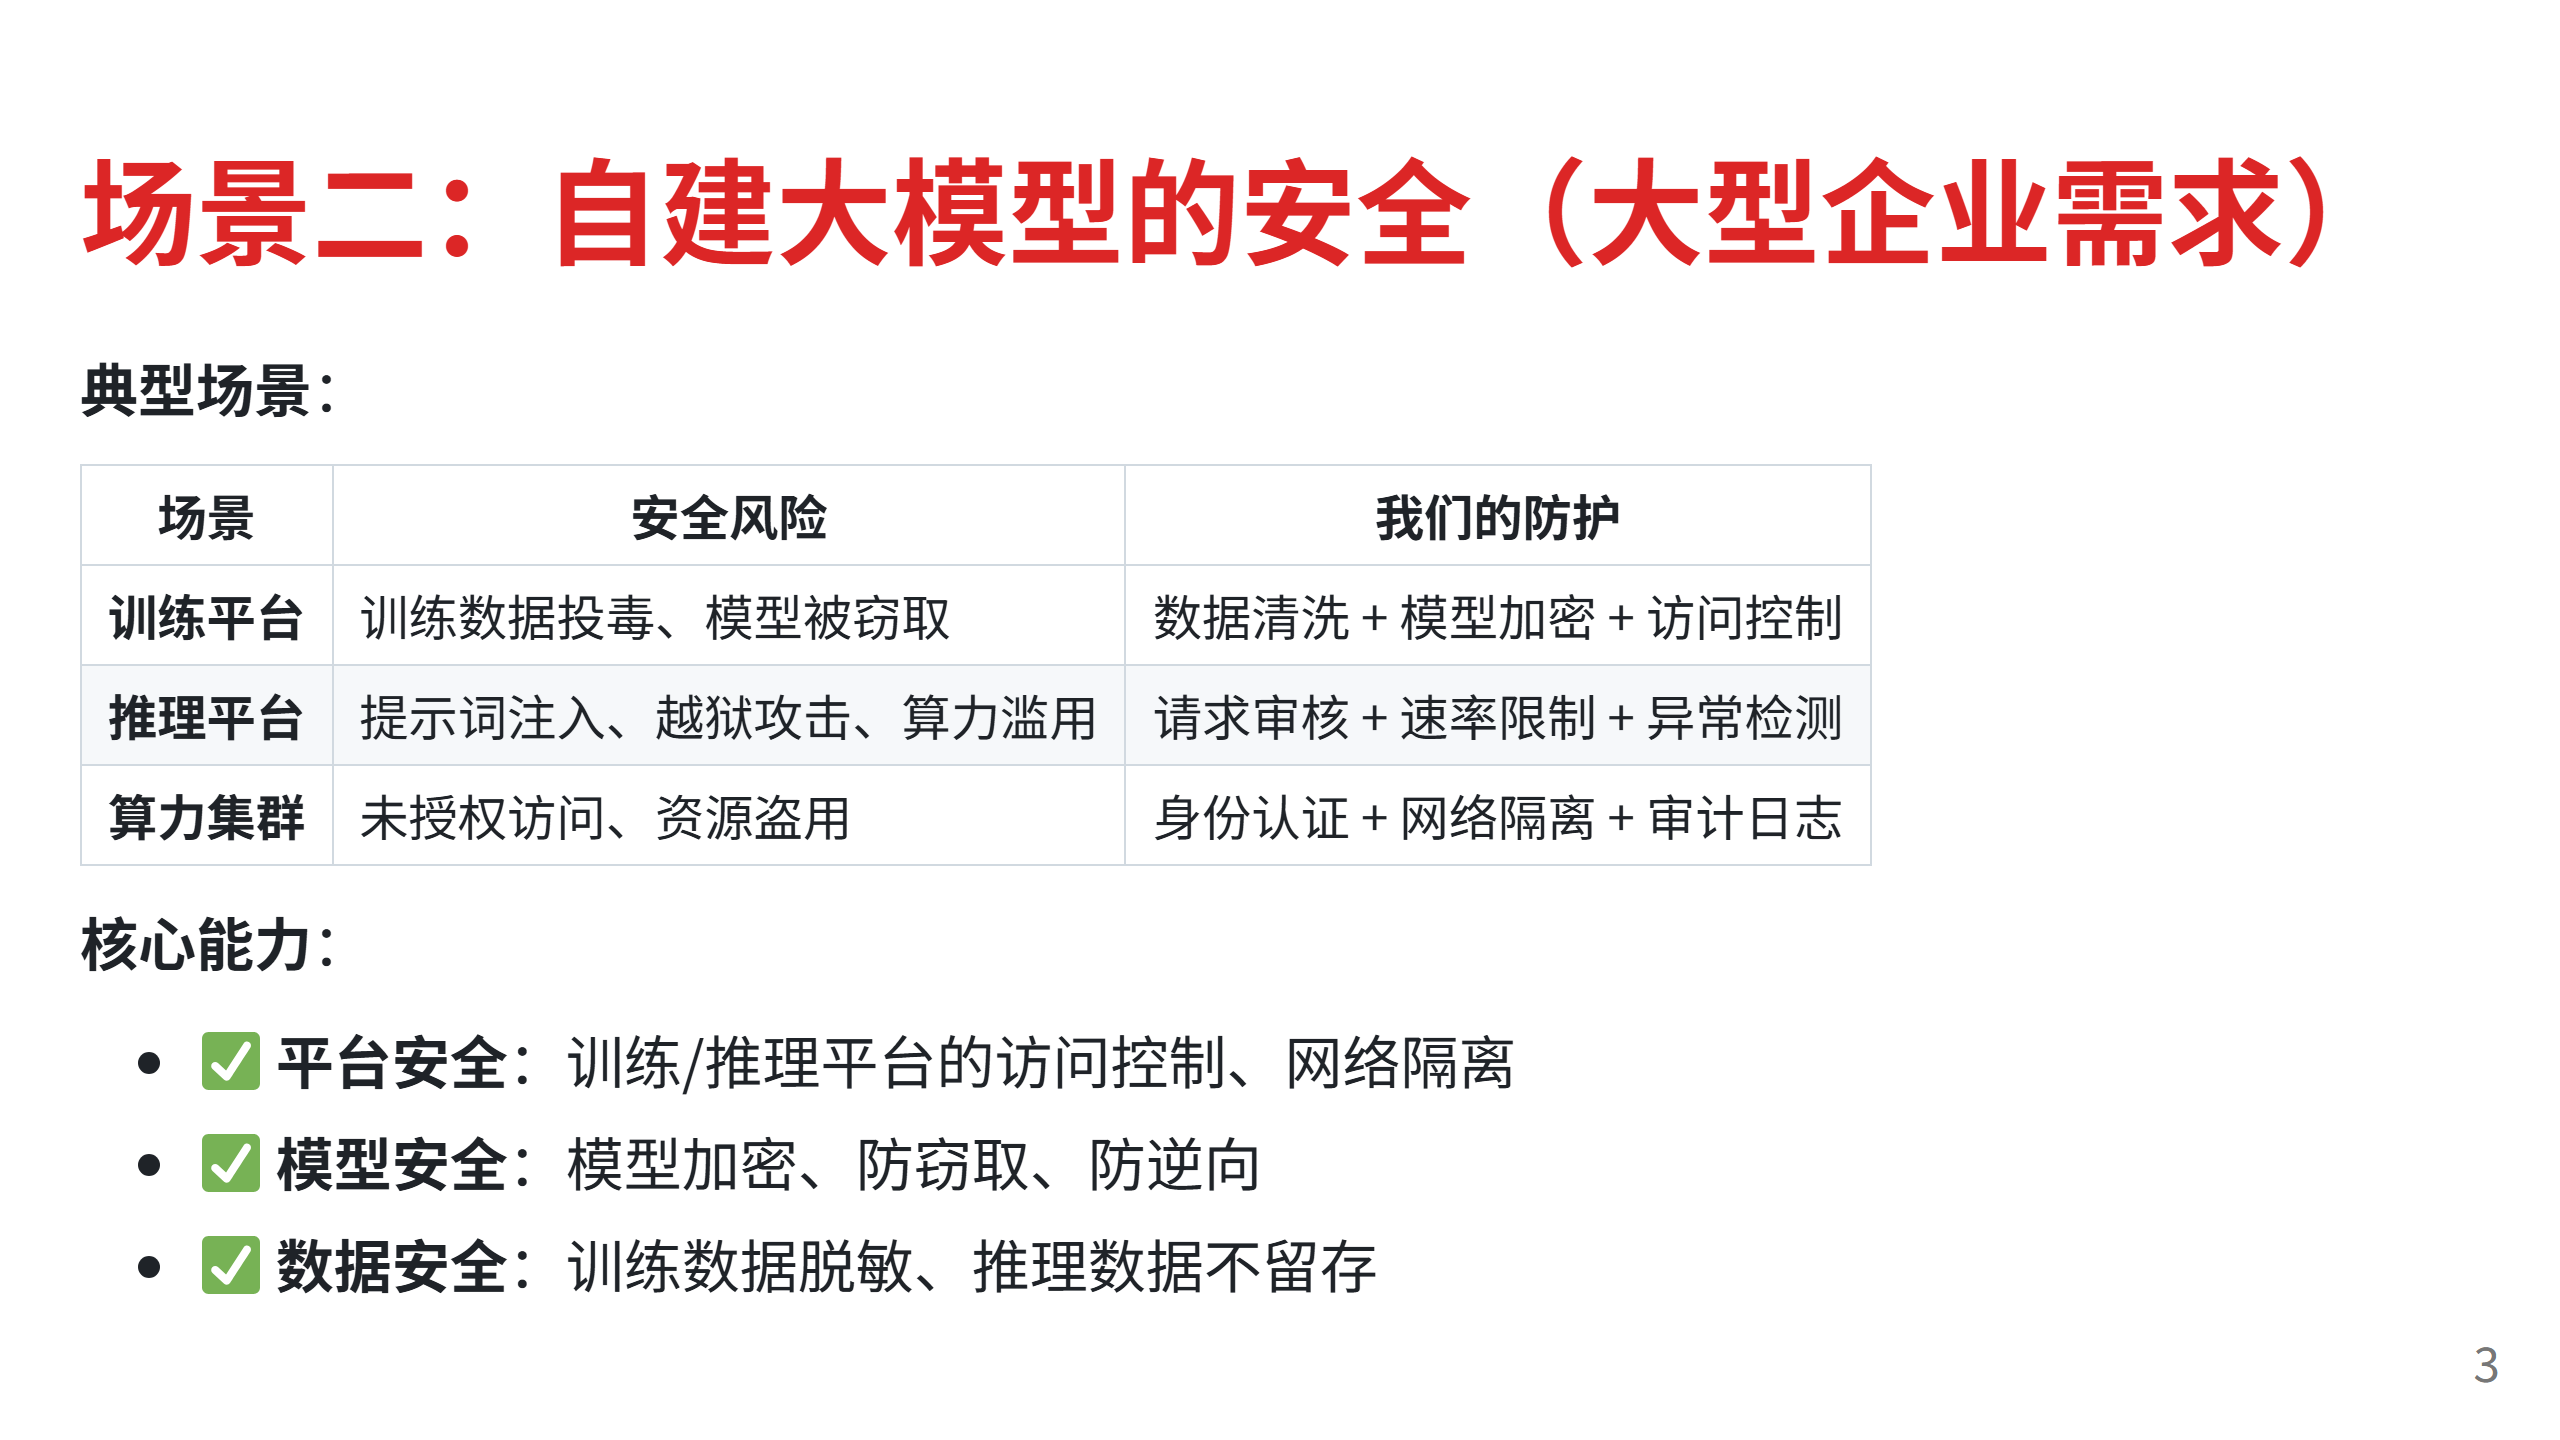 场景二：自建大模型的安全（大型企业需求）
典型场景：
场景 安全风险 我们的防护
训练平台 训练数据投毒、模型被窃取 数据清洗 + 模型加密 + 访问控制
推理平台 提示词注入、越狱攻击、算力滥用 请求审核 + 速率限制 + 异常检测
算力集群 未授权访问、资源盗用 身份认证 + 网络隔离 + 审计日志
核心能力：
• ✅ 平台安全：训练/推理平台的访问控制、网络隔离
• ✅ 模型安全：模型加密、防窃取、防逆向
• ✅ 数据安全：训练数据脱敏、推理数据不留存
3